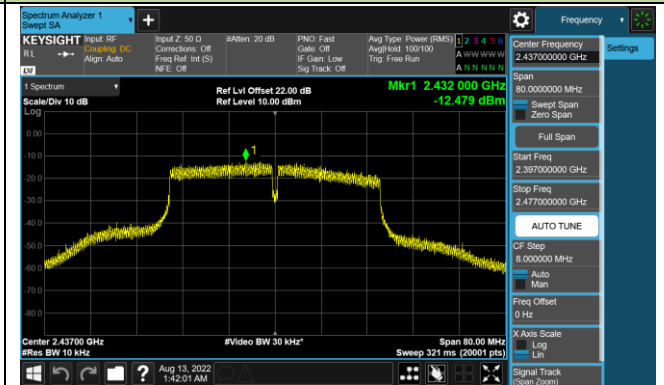 Spectrum Analyzer 1
Swept SA
+
Frequency
KEYSIGHT Input: RF Input Z: 50 Ω #Atten: 20 dB PNO: Fast Avg Type: Power (RMS) 1 2 3 4 5 6
RL Coupling: DC Corrections: Off Gate: Off Avg|Hold: 100/100 A W W W W W
Align: Auto Freq Ref: Int (S) IF Gain: Low Trig: Free Run
NFE: Off Sig Track: Off A N N N N N
LXI
1 Spectrum
Scale/Div 10 dB
Log
Ref Lvl Offset 22.00 dB
Ref Level 10.00 dBm
Mkr1 2.432 000 GHz
-12.479 dBm
0.00
-10.0
-20.0
-30.0
-40.0
-50.0
-60.0
-70.0
-80.0
1
Center 2.43700 GHz
#Res BW 10 kHz
#Video BW 30 kHz*
Span 80.00 MHz
Sweep 321 ms (20001 pts)
?
Aug 13, 2022
1:42:01 AM
Center Frequency
2.437000000 GHz
Settings
Span
80.0000000 MHz
Swept Span
Zero Span
Full Span
Start Freq
2.397000000 GHz
Stop Freq
2.477000000 GHz
AUTO TUNE
CF Step
8.000000 MHz
Auto
Man
Freq Offset
0 Hz
X Axis Scale
Log
Lin
Signal Track
(Span Zoom)